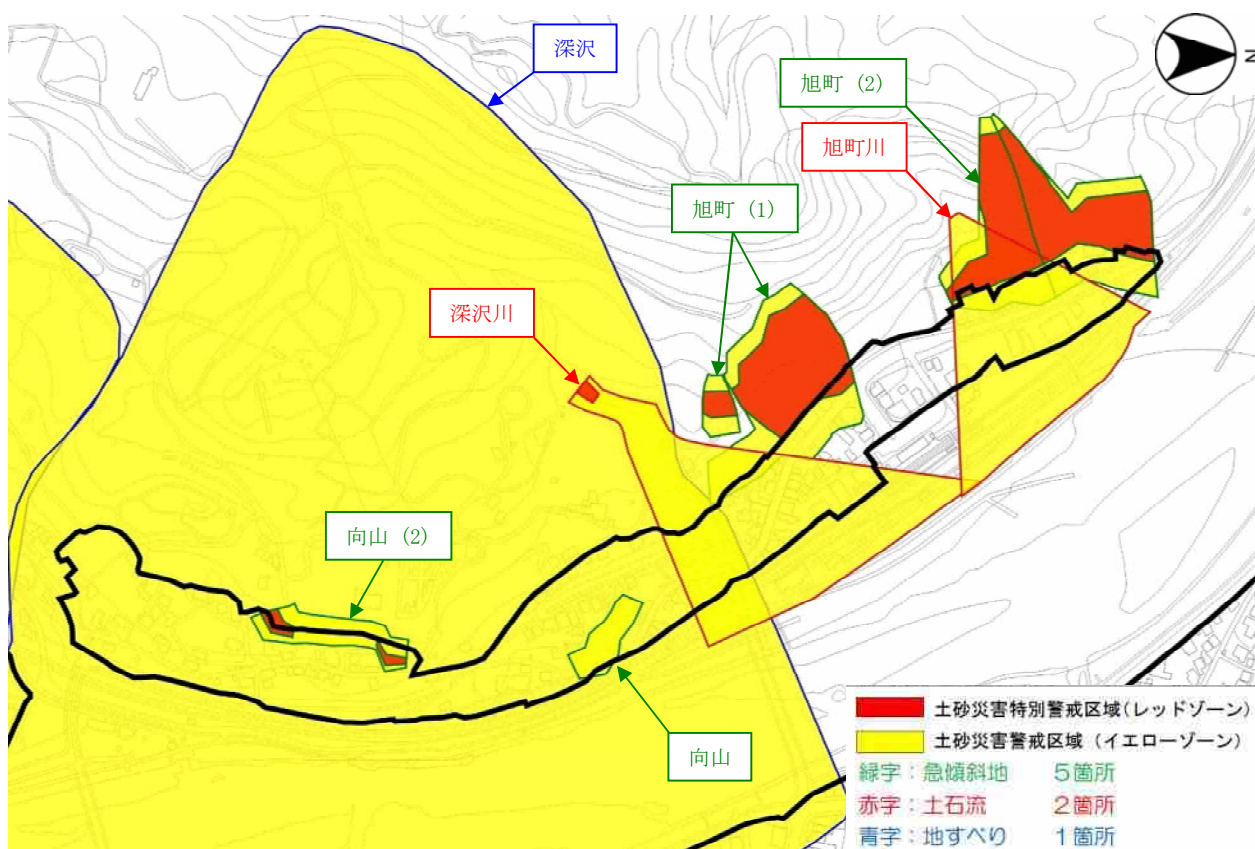 深沢
旭町 (2)
N
旭町川
旭町 (1)
深沢川
向山 (2)
向山
土砂災害特別警戒区域(レッドゾーン)
土砂災害警戒区域 (イエローゾーン)
緑字：急傾斜地 5箇所
赤字：土石流 2箇所
青字：地すべり 1箇所